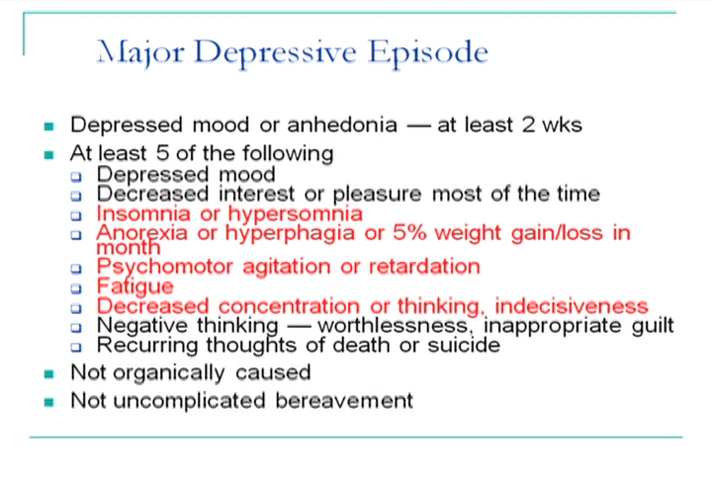 Major Depressive Episode
Depressed mood or anhedonia — at least 2 wks
At least 5 of the following
Depressed mood
Decreased interest or pleasure most of the time
Insomnia or hypersomnia
Anorexia or hyperphagia or 5% weight gain/loss in
month
Psychomotor agitation or retardation
Fatigue
Decreased concentration or thinking, indecisiveness
Negative thinking — worthlessness, inappropriate guilt
Recurring thoughts of death or suicide
Not organically caused
Not uncomplicated bereavement